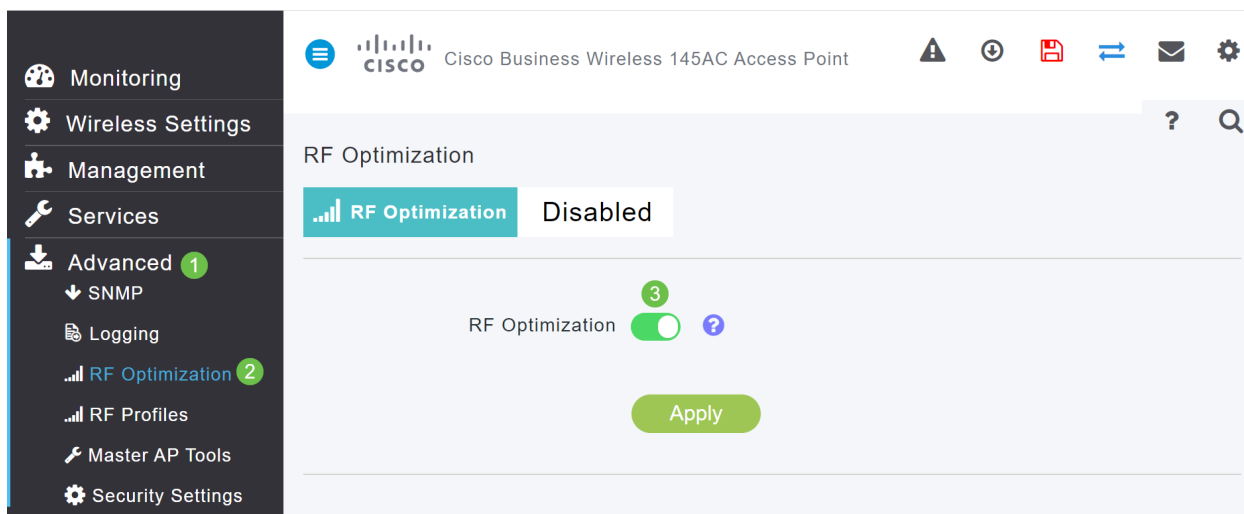 CISCO Cisco Business Wireless 145AC Access Point
Monitoring
Wireless Settings
Management
Services
Advanced 1
SNMP
Logging
RF Optimization 2
RF Profiles
Master AP Tools
Security Settings
?
RF Optimization
RF Optimization Disabled
3
RF Optimization ?
Apply